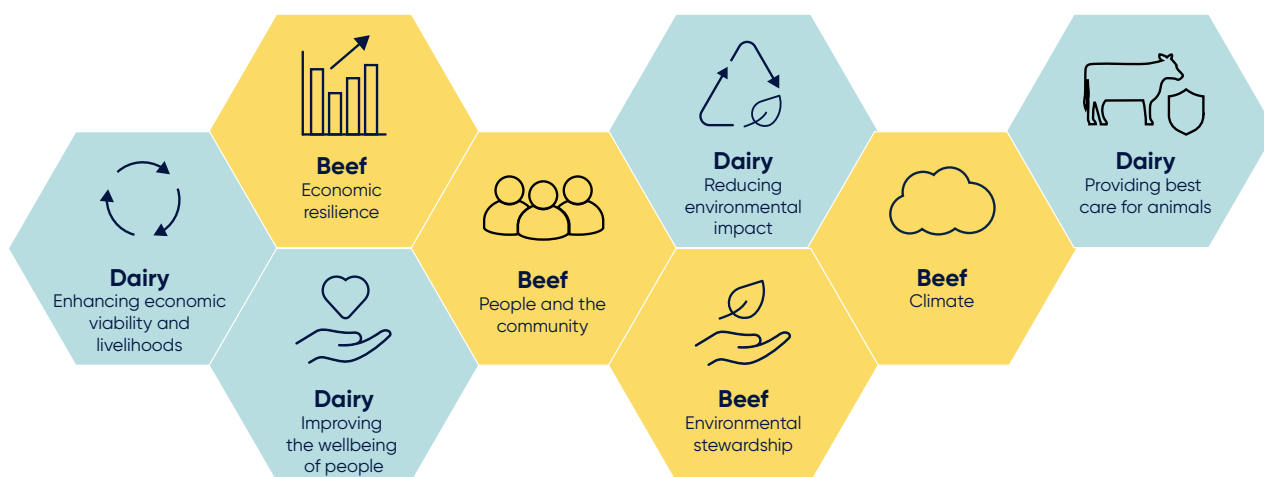 Dairy
Enhancing economic
viability and
livelihoods
Beef
Economic
resilience
Dairy
Improving
the wellbeing
of people
Beef
People and the
community
Dairy
Reducing
environmental
impact
Beef
Environmental
stewardship
Beef
Climate
Dairy
Providing best
care for animals